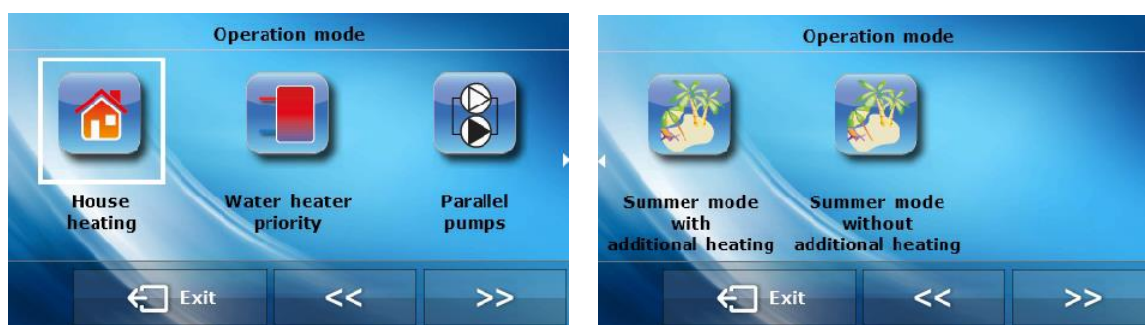 Operation mode
House
heating
Water heater
priority
Parallel
pumps
Exit
<<
>>
Operation mode
Summer mode
with
additional heating
Summer mode
without
additional heating
Exit
<<
>>